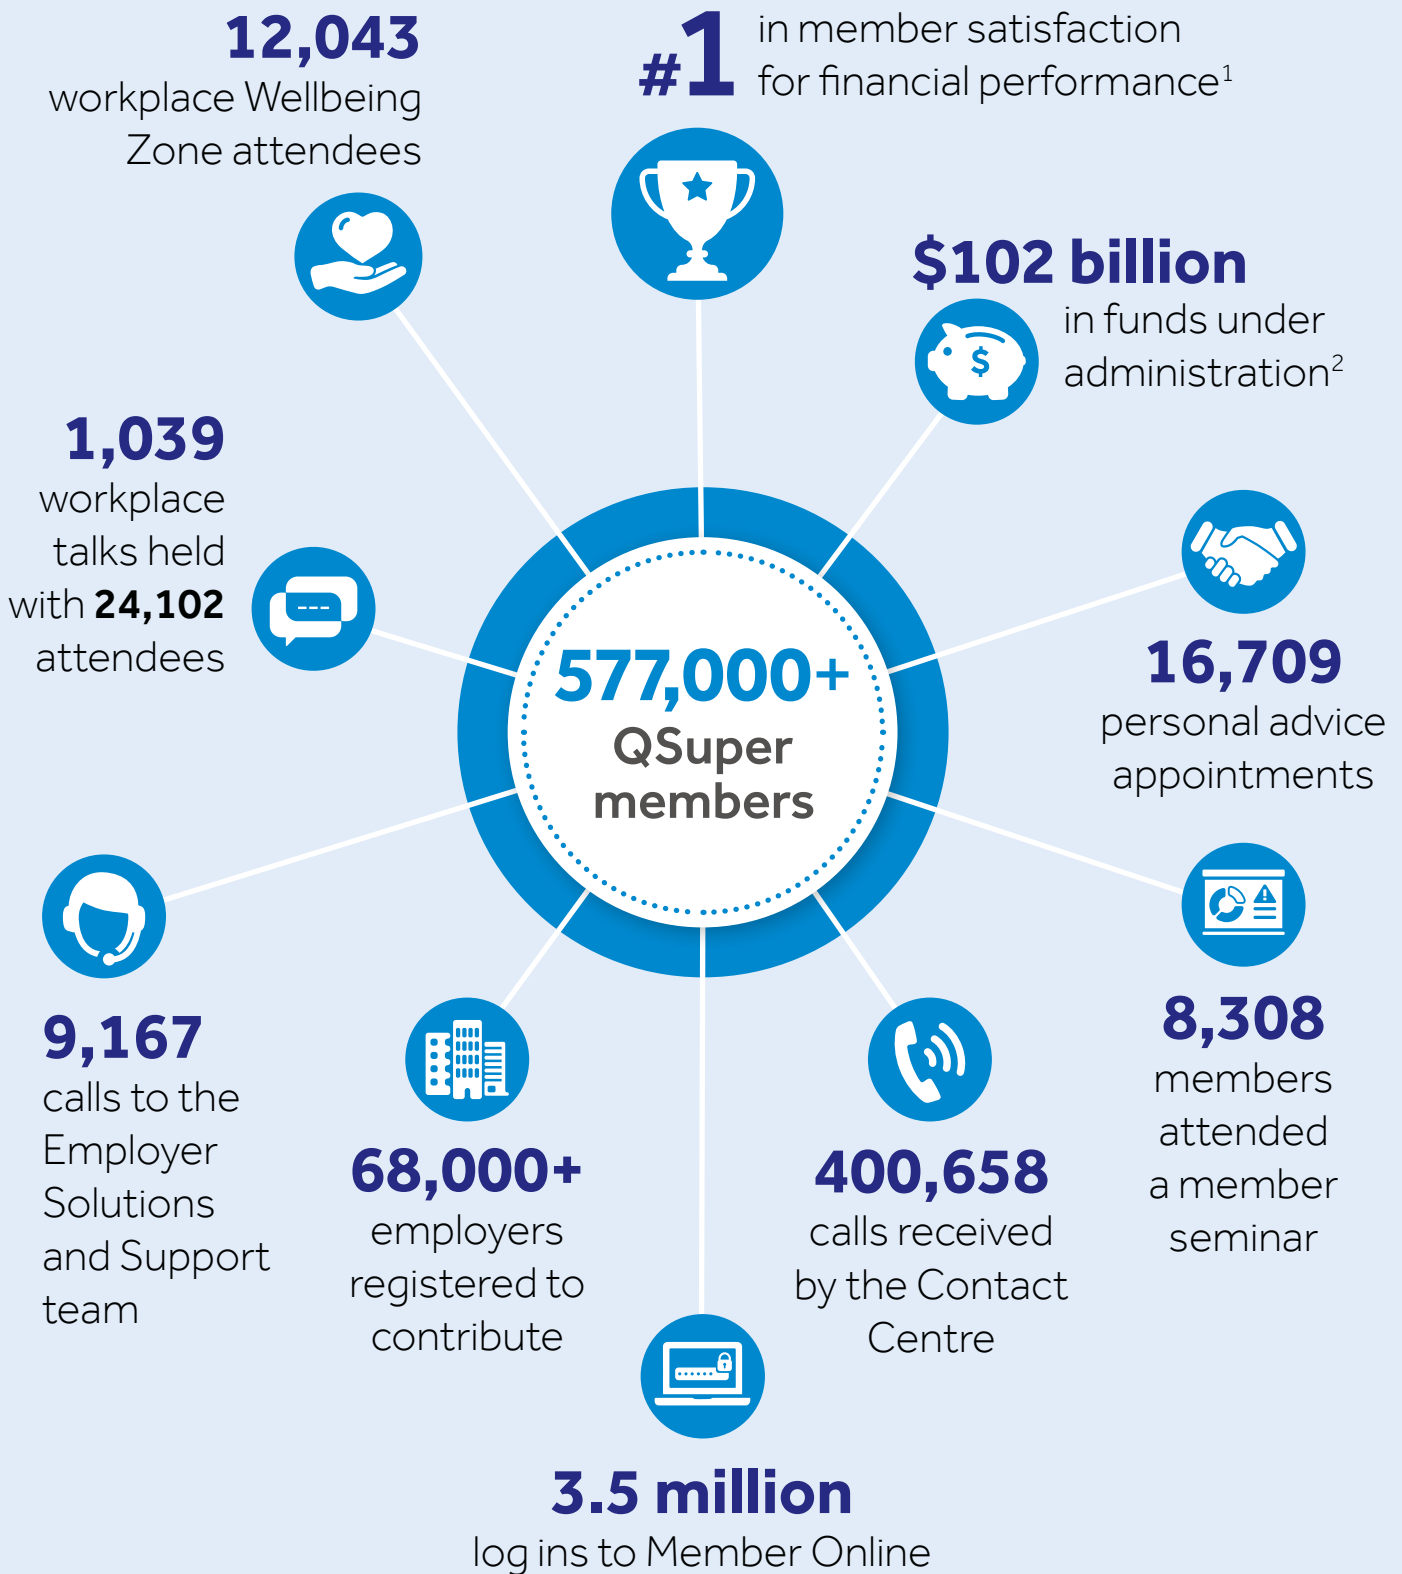 12,043
workplace Wellbeing
Zone attendees
#1
in member satisfaction
for financial performance¹
$102 billion
in funds under
administration²
$
1,039
workplace
talks held
with 24,102
attendees
577,000+
QSuper
members
16,709
personal advice
appointments
9,167
calls to the
Employer
Solutions
and Support
team
68,000+
employers
registered to
contribute
400,658
calls received
by the Contact
Centre
8,308
members
attended
a member
seminar
3.5 million
log ins to Member Online